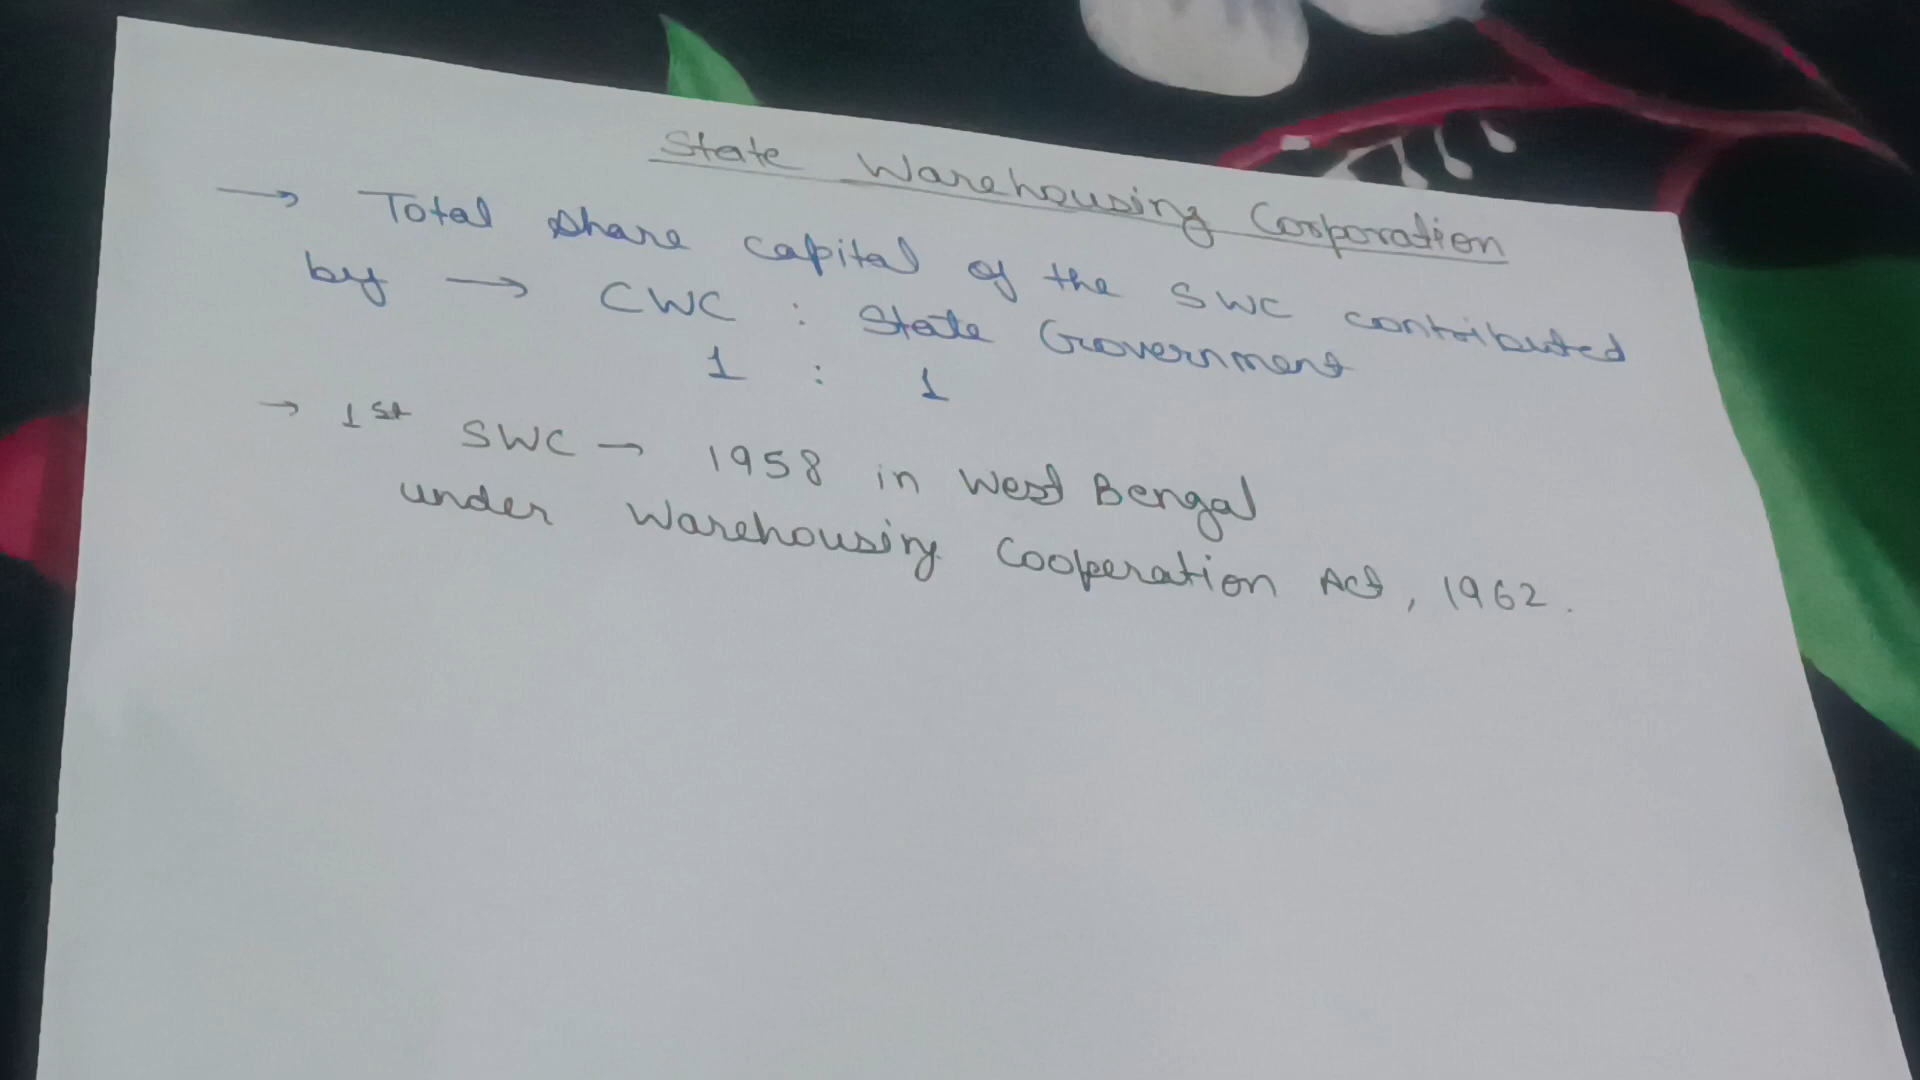 State Warehousing Corporation
→ Total share capital of the SWC contributed
by → CWC : State Government
1 : 1
→ 1st SWC → 1958 in West Bengal
under Warehousing Cooperation Act, 1962.